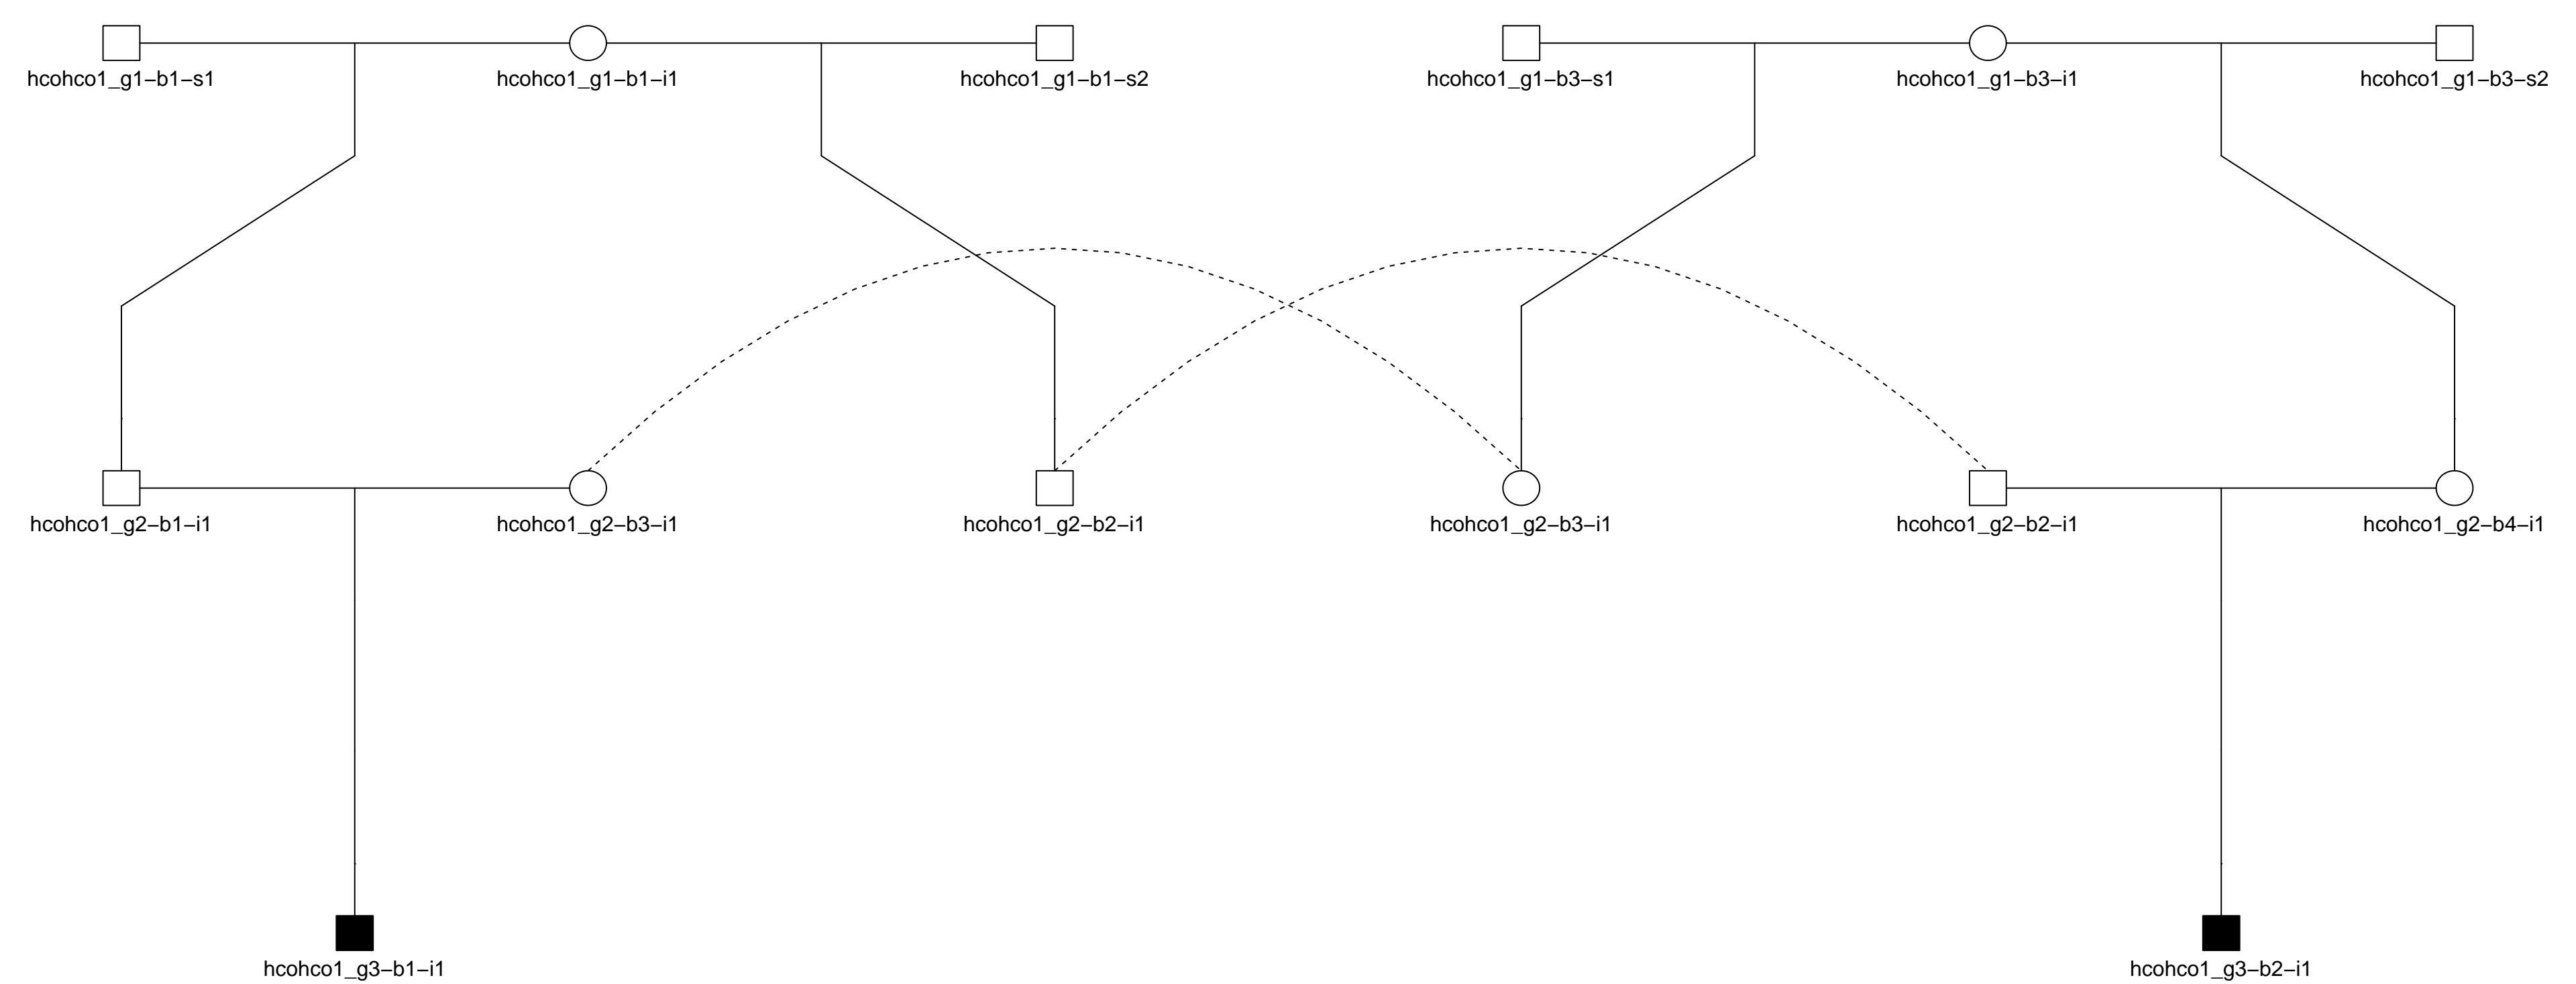 hcohco1_g1−b1−s1
hcohco1_g1−b1−i1
hcohco1_g1−b1−s2
hcohco1_g1−b3−s1
hcohco1_g1−b3−i1
hcohco1_g1−b3−s2
hcohco1_g2−b1−i1
hcohco1_g2−b3−i1
hcohco1_g2−b2−i1
hcohco1_g2−b3−i1
hcohco1_g2−b2−i1
hcohco1_g2−b4−i1
hcohco1_g3−b1−i1
hcohco1_g3−b2−i1